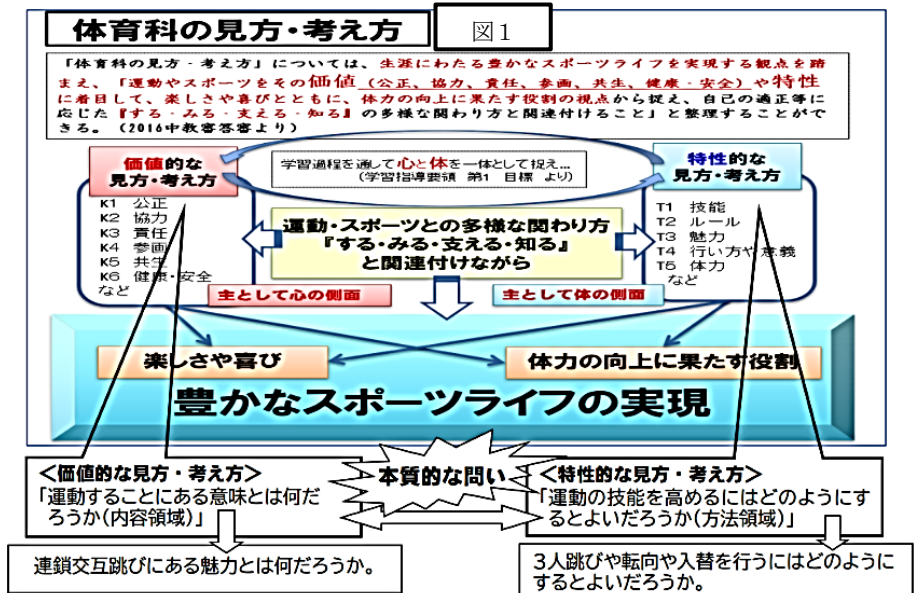 体育科の見方・考え方
図1
「体育科の見方・考え方」については、生涯にわたる豊かなスポーツライフを実現する観点を踏
まえ、「運動やスポーツをその価値（公正、協力、責任、参画、共生、健康・安全）や特性
に着目して、楽しさや喜びとともに、体力の向上に果たす役割の視点から捉え、自己の適正等に
応じた『する・みる・支える・知る』の多様な関わり方と関連付けること」と整理することがで
きる。（2016中教審答審より）
価値的な
見方・考え方
学習過程を通して心と体を一体として捉え…
（学習指導要領　第1　目標　より）
特性的な
見方・考え方
K1　公正
K2　協力
K3　責任
K4　参画
K5　共生
K6　健康・安全
など
運動・スポーツとの多様な関わり方
『する・みる・支える・知る』
と関連付けながら
T1　技能
T2　ルール
T3　魅力
T4　行い方や意義
T5　体力
など
主として心の側面
主として体の側面
楽しさや喜び
体力の向上に果たす役割
豊かなスポーツライフの実現
<価値的な見方・考え方>
「運動することにある意味とは何だ
ろうか(内容領域)」
本質的な問い
<特性的な見方・考え方>
「運動の技能を高めるにはどのようにす
るとよいだろうか(方法領域)」
連鎖交互跳びにある魅力とは何だろうか。
3人跳びや転向や入替を行うにはどのように
するとよいだろうか。